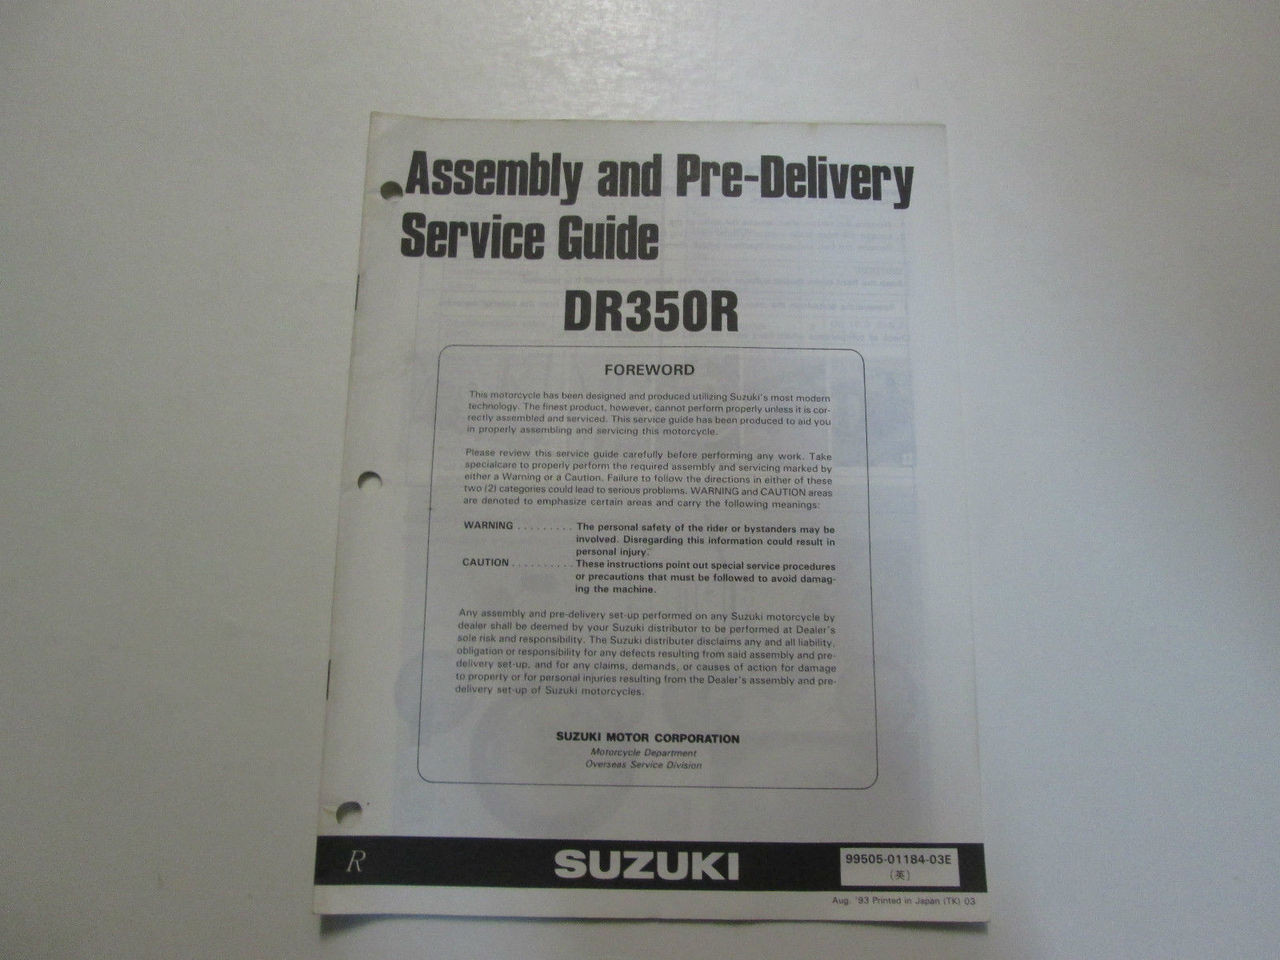 Assembly and Pre-Delivery
Service Guide
DR350R
FOREWORD
This motorcycle has been designed and produced utilizing Suzuki's most modern
technology. The finest product, however, cannot perform properly unless it is cor-
rectly assembled and serviced. This service guide has been produced to aid you
in properly assembling and servicing this motorcycle.
Please review this service guide carefully before performing any work. Take
specialcare to properly perform the required assembly and servicing marked by
either a Warning or a Caution. Failure to follow the directions in either of these
two (2) categories could lead to serious problems. WARNING and CAUTION areas
are denoted to emphasize certain areas and carry the following meanings:
WARNING ......... The personal safety of the rider or bystanders may be
involved. Disregarding this information could result in
personal injury.
CAUTION .......... These instructions point out special service procedures
or precautions that must be followed to avoid damag-
ing the machine.
Any assembly and pre-delivery set-up performed on any Suzuki motorcycle by
dealer shall be deemed by your Suzuki distributor to be performed at Dealer's
sole risk and responsibility. The Suzuki distributer disclaims any and all liability,
obligation or responsibility for any defects resulting from said assembly and pre-
delivery set-up, and for any claims, demands, or causes of action for damage
to property or for personal injuries resulting from the Dealer's assembly and pre-
delivery set-up of Suzuki motorcycles.
SUZUKI MOTOR CORPORATION
Motorcycle Department
Overseas Service Division
R
SUZUKI
99505-01184-03E
(英)
Aug. '93 Printed in Japan (TK) 03